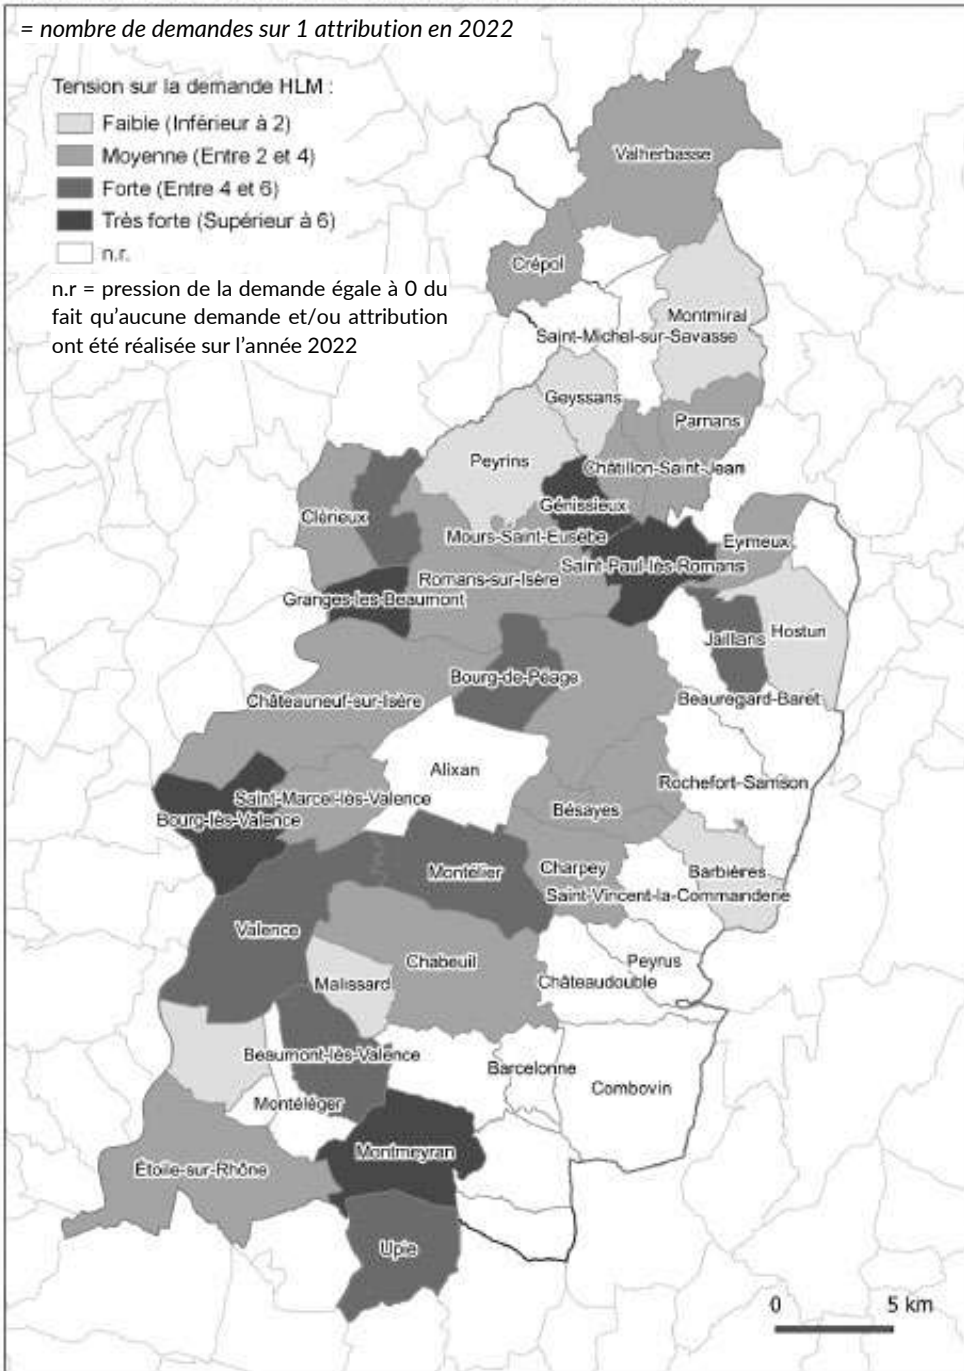 = nombre de demandes sur 1 attribution en 2022
Tension sur la demande HLM :
Faible (Inférieur à 2)
Moyenne (Entre 2 et 4)
Forte (Entre 4 et 6)
Très forte (Supérieur à 6)
n.r.
n.r = pression de la demande égale à 0 du
fait qu'aucune demande et/ou attribution
ont été réalisée sur l'année 2022
Valherbasse
Crépol
Montmiral
Saint-Michel-sur-Savasse
Geyssans
Parnans
Peyrins
Châtillon-Saint-Jean
Génissieux
Clérieux
Mours-Saint-Eusèbe
Eymeux
Saint-Paul-lès-Romans
Romans-sur-Isère
Granges-les-Beaumont
Jaillans
Hostun
Bourg-de-Péage
Châteauneuf-sur-Isère
Beauregard-Baret
Alixan
Rochefort-Samson
Saint-Marcel-lès-Valence
Bésayes
Bourg-lès-Valence
Montélier
Charpey
Barbières
Saint-Vincent-la-Commanderie
Valence
Chabeuil
Peyrus
Malissard
Châteaudouble
Beaumont-lès-Valence
Barcelonne
Combovin
Montéléger
Montmeyran
Étoile-sur-Rhône
Upie
0 5 km